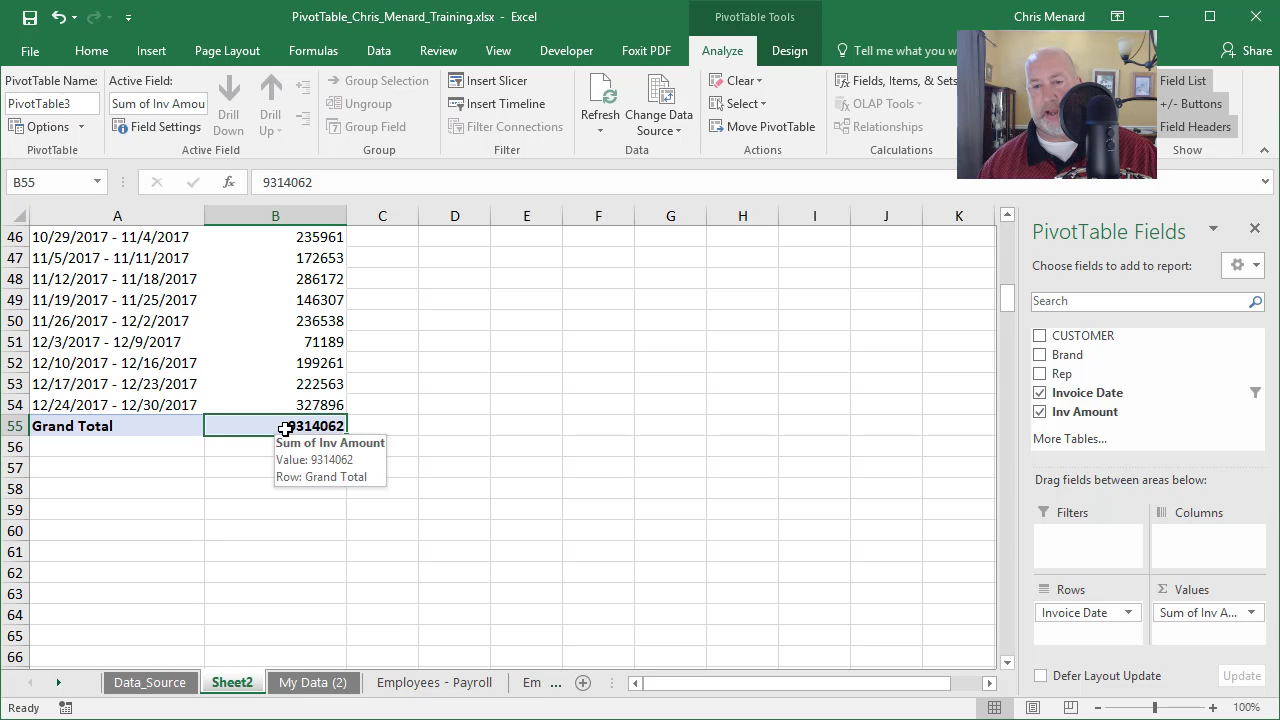 PivotTable_Chris_Menard_Training.xlsx - Excel
PivotTable Tools
Chris Menard
File Home Insert Page Layout Formulas Data Review View Developer Foxit PDF Analyze Design Tell me what you w Share
PivotTable Name: Active Field: Group Selection Insert Slicer Clear Fields, Items, & Sets Field List
PivotTable3 Sum of Inv Amou Drill Down Drill Up Ungroup Insert Timeline Refresh Change Data Source Select OLAP Tools +/- Buttons
Options Field Settings Group Field Filter Connections Move PivotTable Relationships Field Headers
PivotTable Active Field Group Filter Data Actions Calculations Show
B55 fx 9314062
A B C D E F G H I J K
46 10/29/2017 - 11/4/2017 235961
47 11/5/2017 - 11/11/2017 172653
48 11/12/2017 - 11/18/2017 286172
49 11/19/2017 - 11/25/2017 146307
50 11/26/2017 - 12/2/2017 236538
51 12/3/2017 - 12/9/2017 71189
52 12/10/2017 - 12/16/2017 199261
53 12/17/2017 - 12/23/2017 222563
54 12/24/2017 - 12/30/2017 327896
55 Grand Total 9314062
56
57
58
59
60
61
62
63
64
65
66
Sum of Inv Amount
Value: 9314062
Row: Grand Total
PivotTable Fields
Choose fields to add to report:
Search
CUSTOMER
Brand
Rep
Invoice Date
Inv Amount
More Tables...
Drag fields between areas below:
Filters Columns
Rows Σ Values
Invoice Date Sum of Inv A...
Defer Layout Update Update
Data_Source Sheet2 My Data (2) Employees - Payroll Em ...
Ready 100%